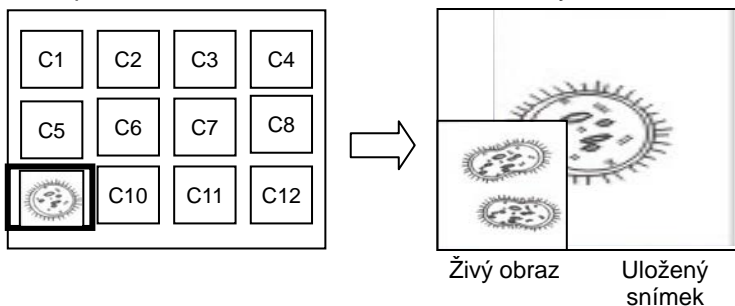 C1 C2 C3 C4
C5 C6 C7 C8
C10 C11 C12
Živý obraz Uložený
snímek